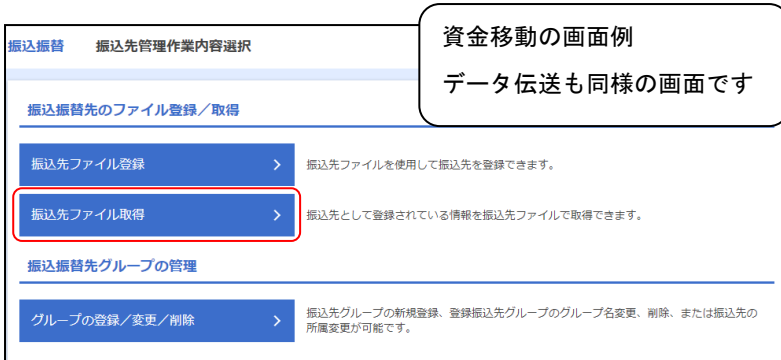 振込振替 振込先管理作業内容選択
資金移動の画面例
データ伝送も同様の画面です
振込振替先のファイル登録／取得
振込先ファイル登録
振込先ファイルを使用して振込先を登録できます。
振込先ファイル取得
振込先として登録されている情報を振込先ファイルで取得できます。
振込振替先グループの管理
グループの登録／変更／削除
振込先グループの新規登録、登録振込先グループのグループ名変更、削除、または振込先の
所属変更が可能です。